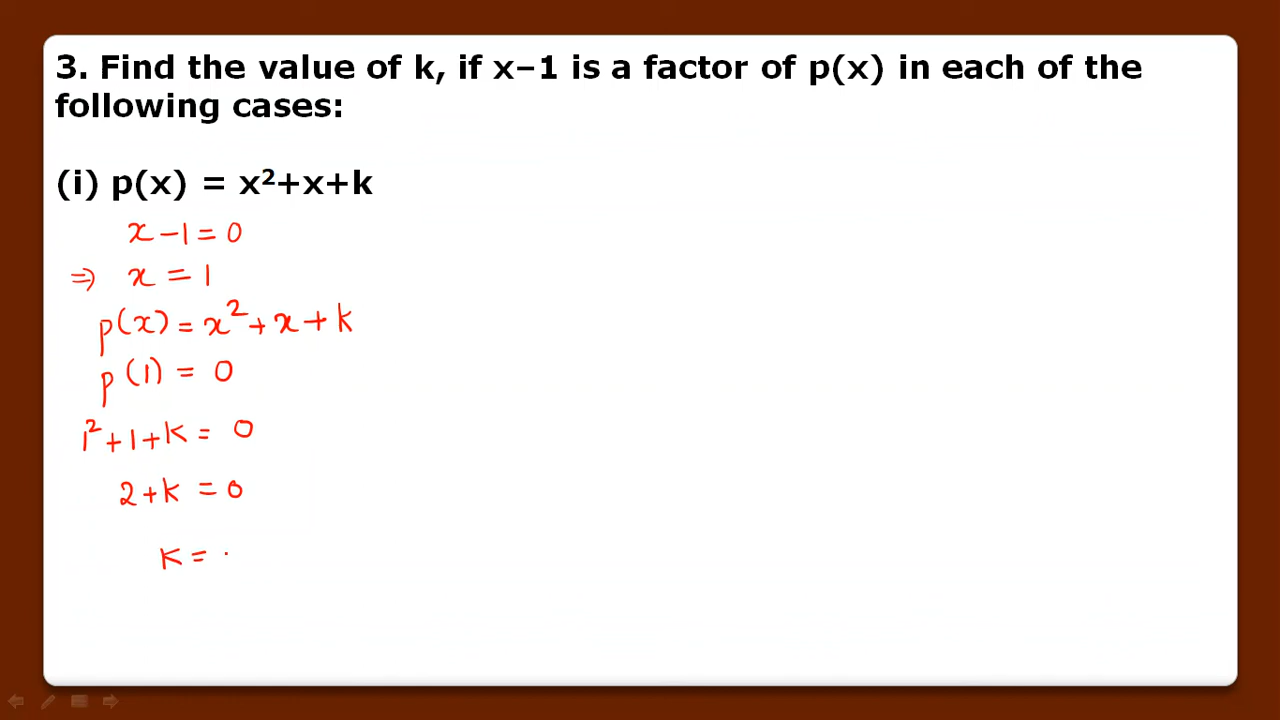 3. Find the value of k, if x–1 is a factor of p(x) in each of the
following cases:
(i) p(x) = x²+x+k
x – 1 = 0
⇒ x = 1
p(x) = x² + x + k
p(1) = 0
1² + 1 + k = 0
2 + k = 0
k =